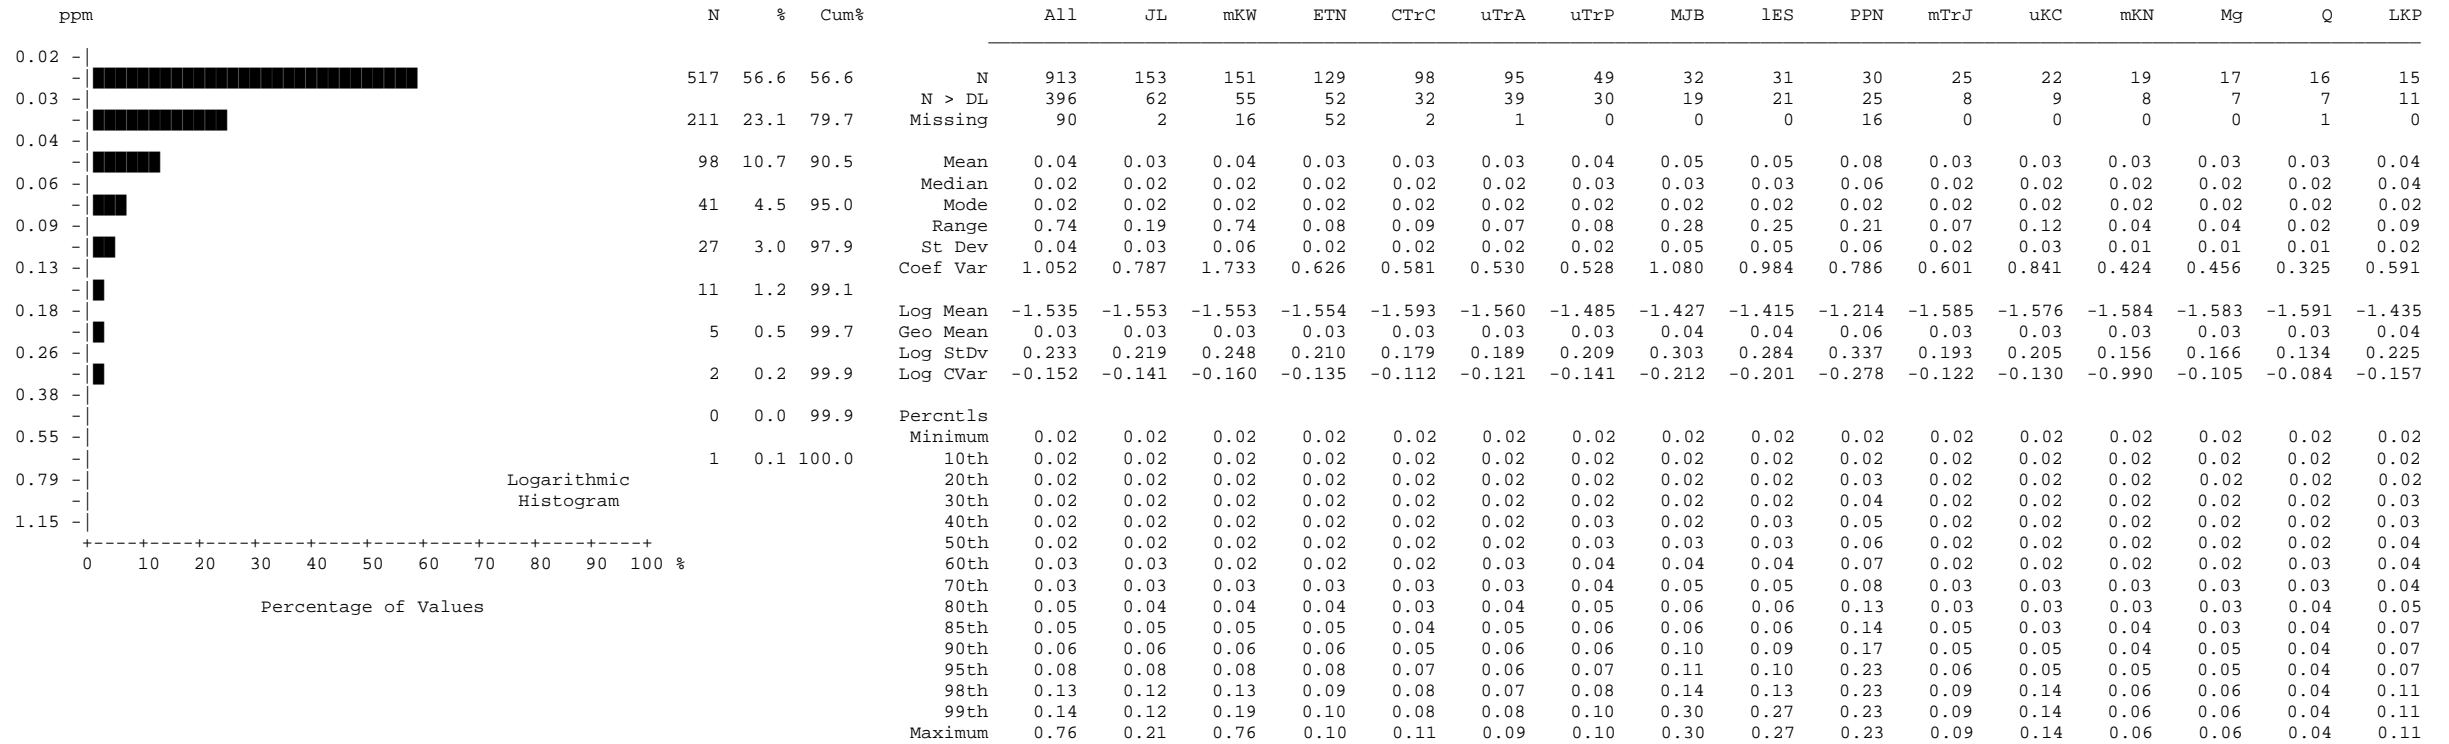 ppm N % Cum% All JL mKW ETN CTrC uTrA uTrP MJB lES PPN mTrJ uKC mKN Mg Q LKP
0.02
517 56.6 56.6 N 913 153 151 129 98 95 49 32 31 30 25 22 19 17 16 15
0.03 N > DL 396 62 55 52 32 39 30 19 21 25 8 9 8 7 7 11
211 23.1 79.7 Missing 90 2 16 52 2 1 0 0 0 16 0 0 0 0 1 0
0.04
98 10.7 90.5 Mean 0.04 0.03 0.04 0.03 0.03 0.03 0.04 0.05 0.05 0.08 0.03 0.03 0.03 0.03 0.03 0.04
0.06 Median 0.02 0.02 0.02 0.02 0.02 0.02 0.03 0.03 0.03 0.06 0.02 0.02 0.02 0.02 0.02 0.04
41 4.5 95.0 Mode 0.02 0.02 0.02 0.02 0.02 0.02 0.02 0.02 0.02 0.02 0.02 0.02 0.02 0.02 0.02 0.02
0.09 Range 0.74 0.19 0.74 0.08 0.09 0.07 0.08 0.28 0.25 0.21 0.07 0.12 0.04 0.04 0.02 0.09
27 3.0 97.9 St Dev 0.04 0.03 0.06 0.02 0.02 0.02 0.02 0.05 0.05 0.06 0.02 0.03 0.01 0.01 0.01 0.02
0.13 Coef Var 1.052 0.787 1.733 0.626 0.581 0.530 0.528 1.080 0.984 0.786 0.601 0.841 0.424 0.456 0.325 0.591
11 1.2 99.1
0.18 Log Mean -1.535 -1.553 -1.553 -1.554 -1.593 -1.560 -1.485 -1.427 -1.415 -1.214 -1.585 -1.576 -1.584 -1.583 -1.591 -1.435
5 0.5 99.7 Geo Mean 0.03 0.03 0.03 0.03 0.03 0.03 0.03 0.04 0.04 0.06 0.03 0.03 0.03 0.03 0.03 0.04
0.26 Log StDv 0.233 0.219 0.248 0.210 0.179 0.189 0.209 0.303 0.284 0.337 0.193 0.205 0.156 0.166 0.134 0.225
2 0.2 99.9 Log CVar -0.152 -0.141 -0.160 -0.135 -0.112 -0.121 -0.141 -0.212 -0.201 -0.278 -0.122 -0.130 -0.990 -0.105 -0.084 -0.157
0.38
0 0.0 99.9 Percntls
0.55 Minimum 0.02 0.02 0.02 0.02 0.02 0.02 0.02 0.02 0.02 0.02 0.02 0.02 0.02 0.02 0.02 0.02
1 0.1 100.0 10th 0.02 0.02 0.02 0.02 0.02 0.02 0.02 0.02 0.02 0.02 0.02 0.02 0.02 0.02 0.02 0.02
0.79 Logarithmic 20th 0.02 0.02 0.02 0.02 0.02 0.02 0.02 0.02 0.02 0.03 0.02 0.02 0.02 0.02 0.02 0.02
Histogram 30th 0.02 0.02 0.02 0.02 0.02 0.02 0.02 0.02 0.02 0.04 0.02 0.02 0.02 0.02 0.02 0.03
1.15 40th 0.02 0.02 0.02 0.02 0.02 0.02 0.03 0.02 0.03 0.05 0.02 0.02 0.02 0.02 0.02 0.03
50th 0.02 0.02 0.02 0.02 0.02 0.02 0.03 0.03 0.03 0.06 0.02 0.02 0.02 0.02 0.02 0.04
0 10 20 30 40 50 60 70 80 90 100 % 60th 0.03 0.03 0.02 0.02 0.02 0.03 0.04 0.04 0.04 0.07 0.02 0.02 0.02 0.02 0.03 0.04
70th 0.03 0.03 0.03 0.03 0.03 0.03 0.04 0.05 0.05 0.08 0.03 0.03 0.03 0.03 0.03 0.04
Percentage of Values 80th 0.05 0.04 0.04 0.04 0.03 0.04 0.05 0.06 0.06 0.13 0.03 0.03 0.03 0.03 0.04 0.05
85th 0.05 0.05 0.05 0.05 0.04 0.05 0.06 0.06 0.06 0.14 0.05 0.03 0.04 0.03 0.04 0.07
90th 0.06 0.06 0.06 0.06 0.05 0.06 0.06 0.10 0.09 0.17 0.05 0.05 0.04 0.05 0.04 0.07
95th 0.08 0.08 0.08 0.08 0.07 0.06 0.07 0.11 0.10 0.23 0.06 0.05 0.05 0.05 0.04 0.07
98th 0.13 0.12 0.13 0.09 0.08 0.07 0.08 0.14 0.13 0.23 0.09 0.14 0.06 0.06 0.04 0.11
99th 0.14 0.12 0.19 0.10 0.08 0.08 0.10 0.30 0.27 0.23 0.09 0.14 0.06 0.06 0.04 0.11
Maximum 0.76 0.21 0.76 0.10 0.11 0.09 0.10 0.30 0.27 0.23 0.09 0.14 0.06 0.06 0.04 0.11